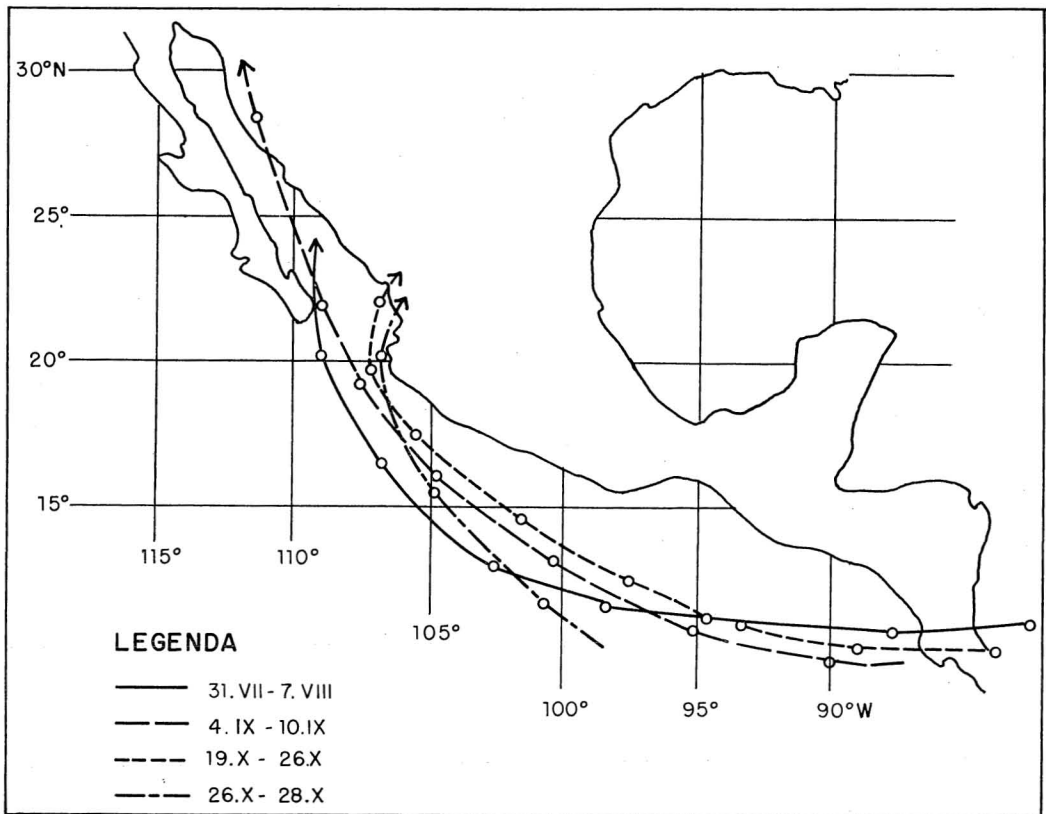 30°N
25°
20°
15°
115°
110°
105°
100°
95°
90°W
LEGENDA
31. VII - 7. VIII
4. IX - 10. IX
19. X - 26. X
26. X - 28. X